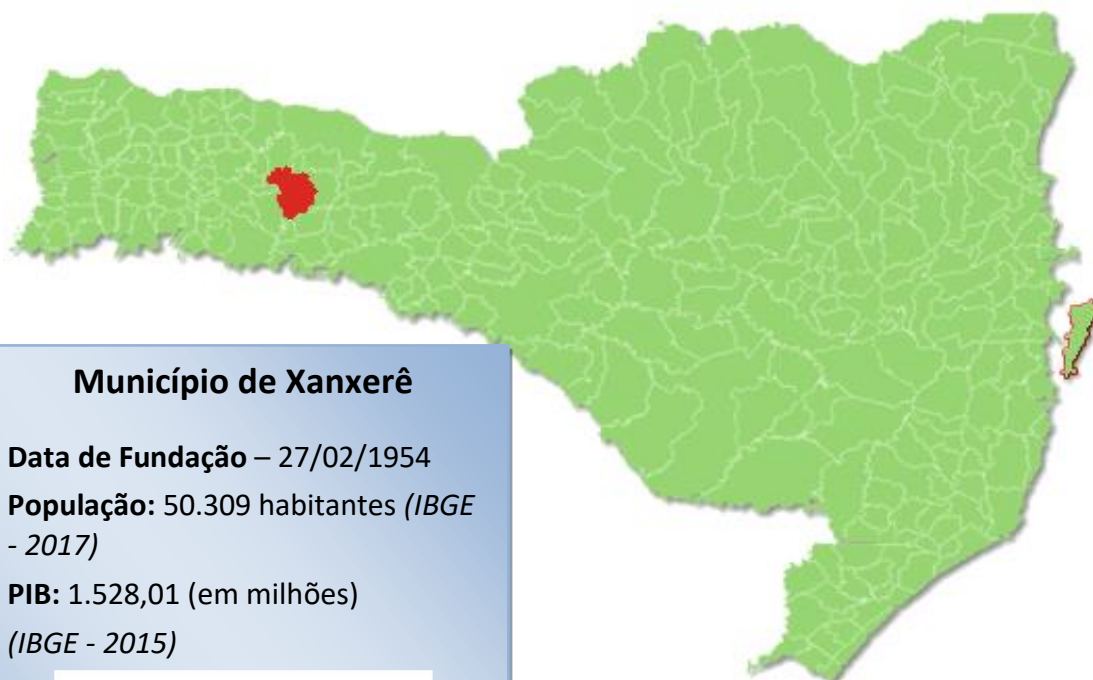 Município de Xanxerê
Data de Fundação – 27/02/1954
População: 50.309 habitantes (IBGE
- 2017)
PIB: 1.528,01 (em milhões)
(IBGE - 2015)